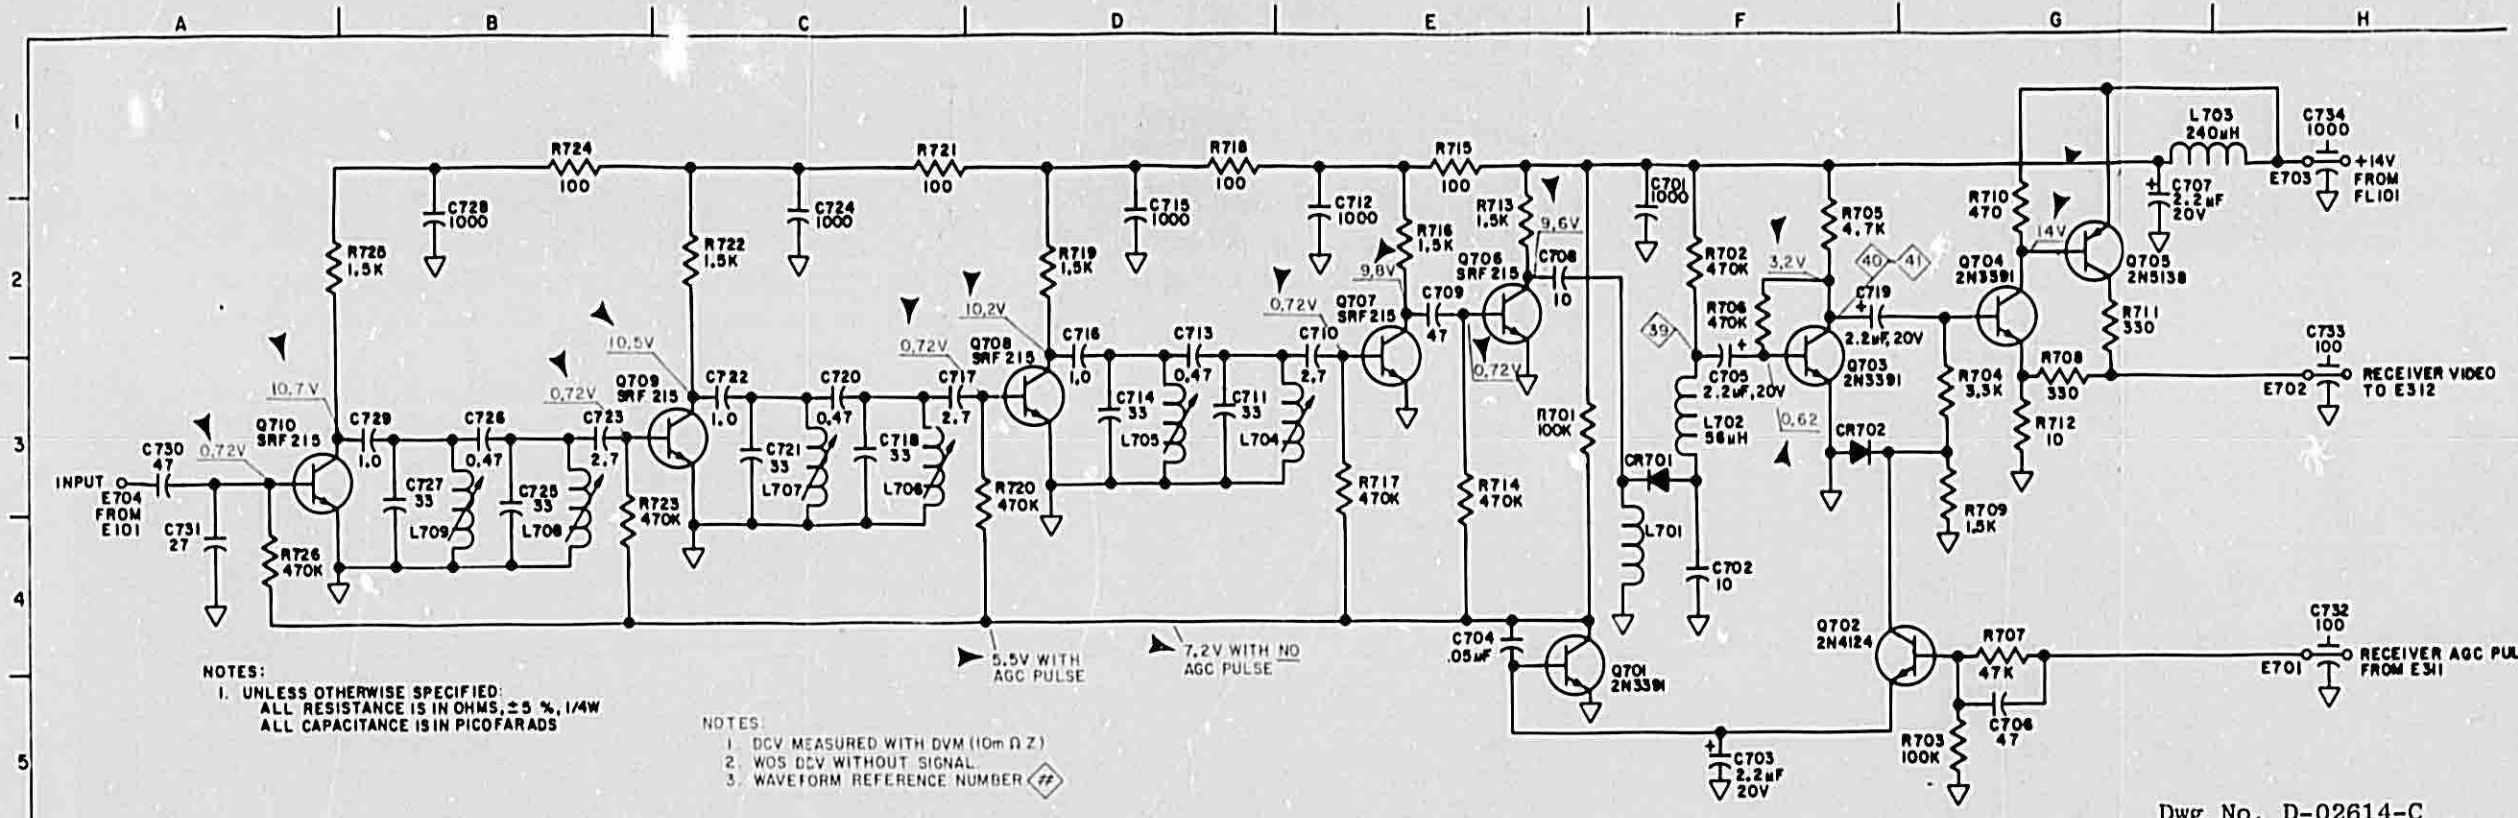 A B C D E F G H
1
2
3
4
5
R724
100
R721
100
R718
100
R715
100
L703
240uH
C734
1000
+14V
FROM
FL101
E703
C728
1000
C724
1000
C715
1000
C712
1000
C701
1000
C707
2.2uF
20V
R725
1.5K
R722
1.5K
R719
1.5K
R716
1.5K
R713
1.5K
R702
470K
R705
4.7K
R710
470
9.6V
3.2V
14V
40
41
39
Q704
2N3391
Q705
2N5138
R711
330
Q706
SRF 215
C708
10
9.8V
Q707
SRF 215
C709
47
R706
470K
C719
2.2uF, 20V
10.2V
0.72V
C710
2.7
Q708
SRF 215
C716
1.0
C713
0.47
10.5V
0.72V
C717
2.7
0.72V
C705
2.2uF, 20V
Q703
2N3391
R704
3.3K
R708
330
C733
100
E702
RECEIVER VIDEO
TO E312
10.7 V
0.72V
Q709
SRF 215
C723
2.7
C722
1.0
C720
0.47
C714
33
L705
C711
33
L704
R701
100K
L702
56uH
0.62
CR702
R712
10
Q710
SRF 215
C729
1.0
C726
0.47
C730
47
0.72V
C721
33
L707
C718
33
L706
CR701
INPUT
E704
FROM
E101
C727
33
L709
C725
33
L708
R723
470K
R720
470K
R717
470K
R714
470K
R709
1.5K
L701
C731
27
R726
470K
C702
10
C704
.05uF
Q701
2N3391
Q702
2N4124
R707
47K
C732
100
E701
RECEIVER AGC PUL
FROM E311
5.5V WITH
AGC PULSE
7.2V WITH NO
AGC PULSE
C706
47
R703
100K
C703
2.2uF
20V
NOTES:
1. UNLESS OTHERWISE SPECIFIED:
ALL RESISTANCE IS IN OHMS, ±5 %, 1/4W
ALL CAPACITANCE IS IN PICOFARADS
NOTES:
1. DCV MEASURED WITH DVM (10m Ω Z)
2. WOS DCV WITHOUT SIGNAL.
3. WAVEFORM REFERENCE NUMBER #
Dwg No. D-02614-C